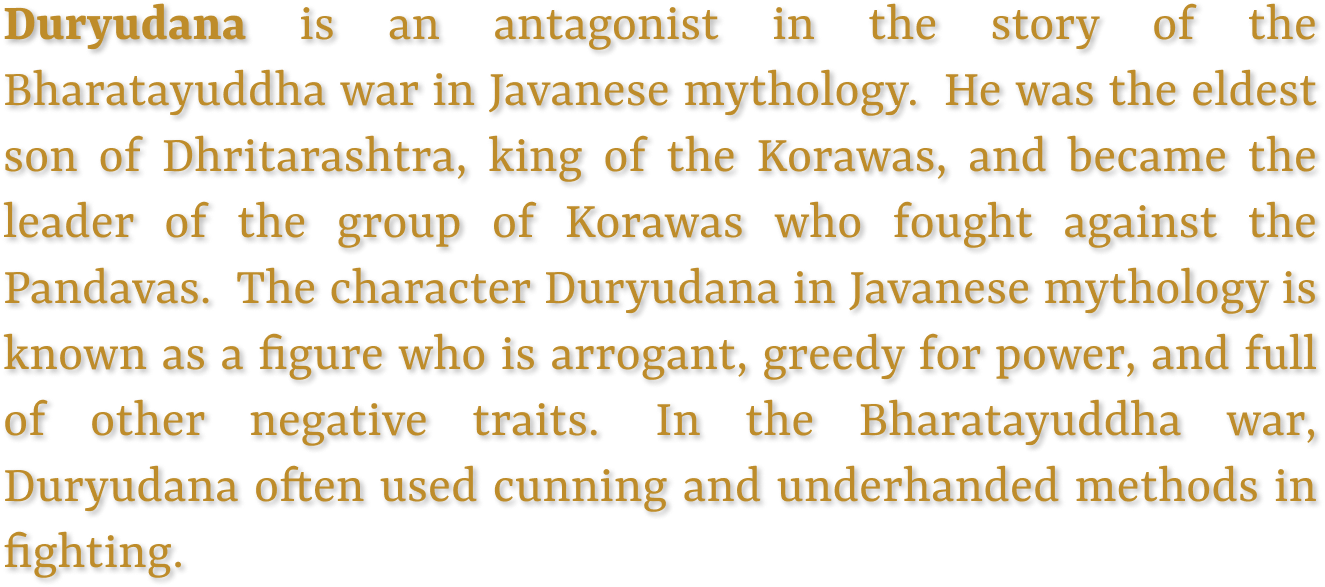 Duryudana is an antagonist in the story of the
Bharatayuddha war in Javanese mythology. He was the eldest
son of Dhritarashtra, king of the Korawas, and became the
leader of the group of Korawas who fought against the
Pandavas. The character Duryudana in Javanese mythology is
known as a figure who is arrogant, greedy for power, and full
of other negative traits. In the Bharatayuddha war,
Duryudana often used cunning and underhanded methods in
fighting.